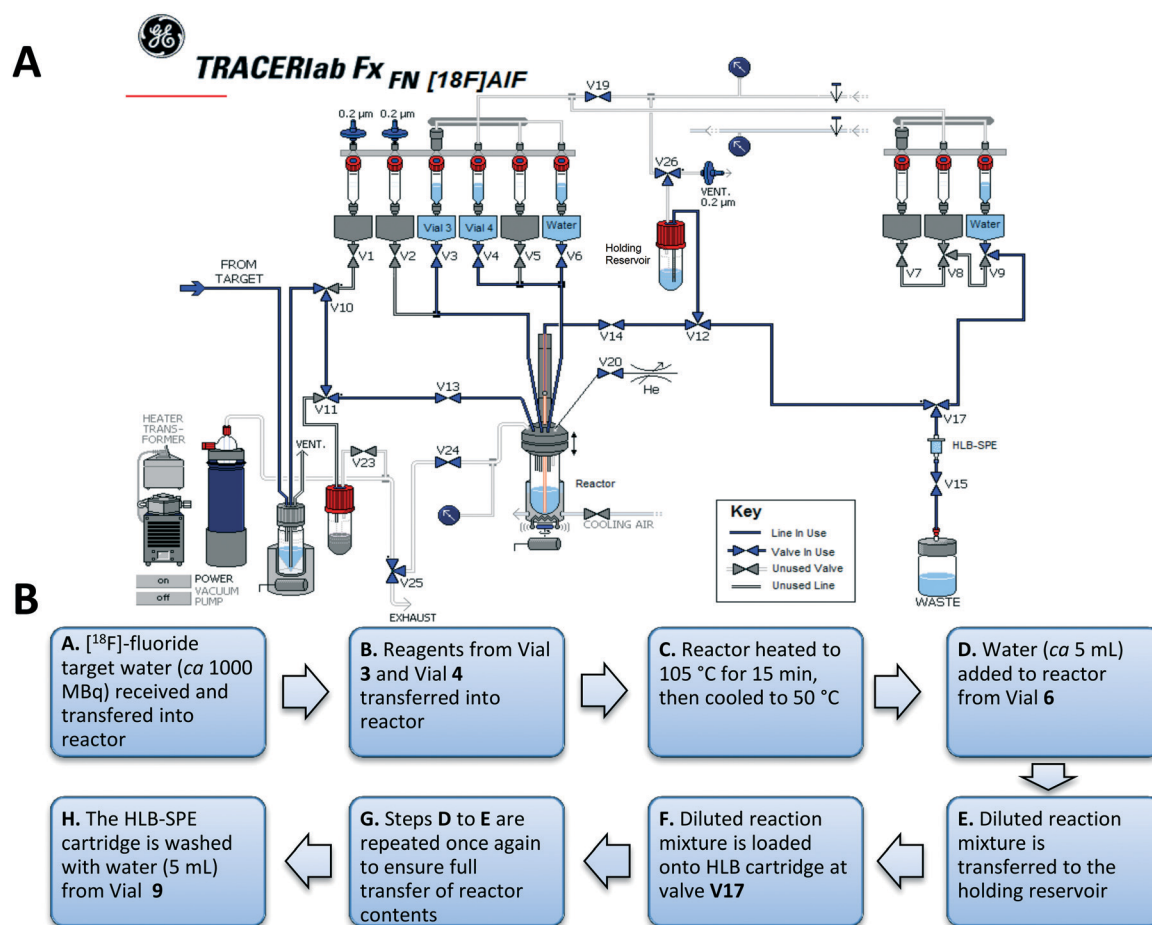 A
GE
TRACERlab Fx FN [18F]AlF
0.2 µm
0.2 µm
V19
V26
VENT.
0.2 µm
Vial 3
Vial 4
Water
Holding
Reservoir
Water
V1
V2
V3
V4
V5
V6
V7
V8
V9
FROM
TARGET
V10
V14
V12
V20
He
V11
V13
V17
HEATER
TRANS-
FORMER
VENT.
V23
V24
HLB-SPE
V15
Reactor
COOLING AIR
Key
Line In Use
Valve In Use
Unused Valve
Unused Line
on
POWER
VACUUM
off
PUMP
V25
EXHAUST
WASTE
B
A. [¹⁸F]-fluoride
target water (ca 1000
MBq) received and
transfered into
reactor
B. Reagents from Vial
3 and Vial 4
transferred into
reactor
C. Reactor heated to
105 °C for 15 min,
then cooled to 50 °C
D. Water (ca 5 mL)
added to reactor
from Vial 6
E. Diluted reaction
mixture is
transferred to the
holding reservoir
F. Diluted reaction
mixture is loaded
onto HLB cartridge at
valve V17
G. Steps D to E are
repeated once again
to ensure full
transfer of reactor
contents
H. The HLB-SPE
cartridge is washed
with water (5 mL)
from Vial 9